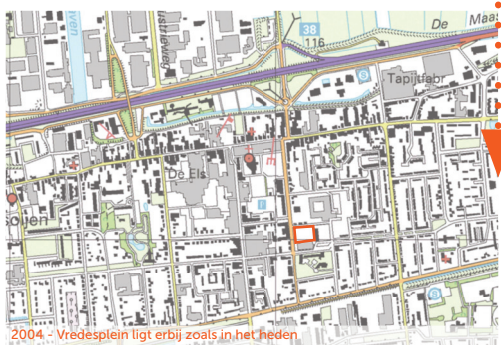 De Maas
38
116
Tapijtfabr
De Els
2004 - Vredesplein ligt erbij zoals in het heden